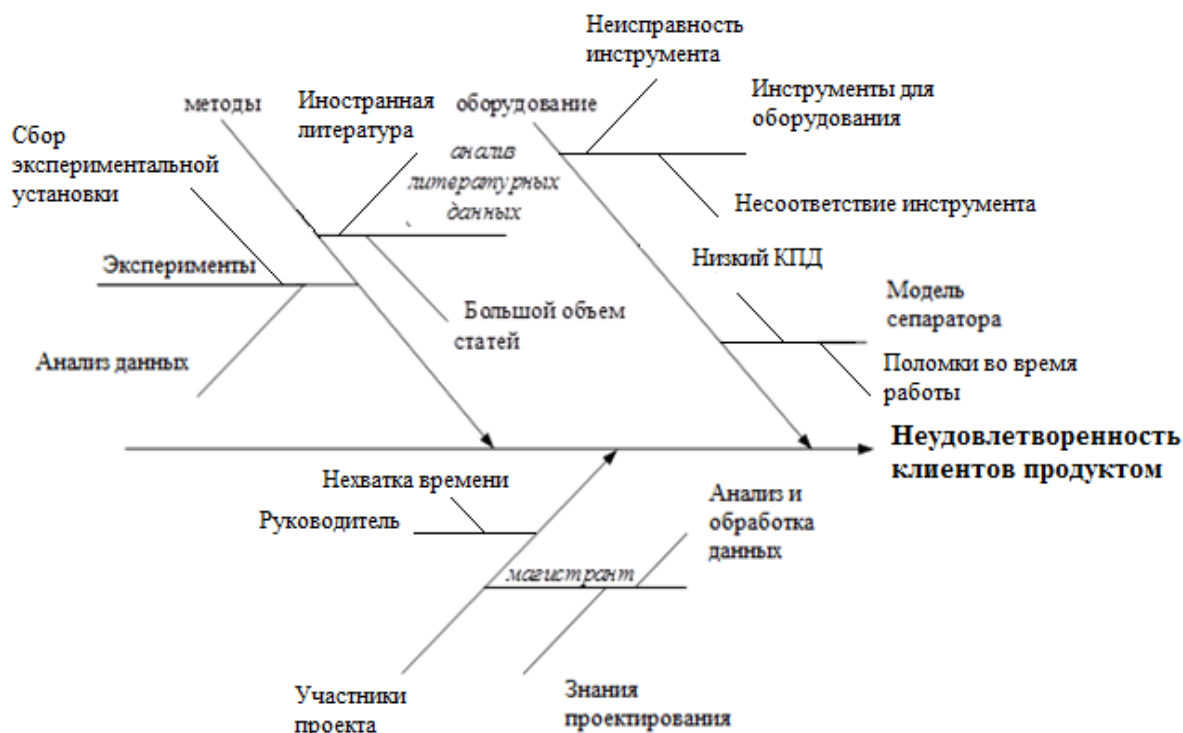 Неисправность
инструмента
методы
Иностранная
литература
оборудование
Инструменты для
оборудования
Сбор
экспериментальной
установки
анализ
литературных
данных
Несоответствие инструмента
Эксперименты
Низкий КПД
Модель
сепаратора
Большой объем
статей
Анализ данных
Поломки во время
работы
Неудовлетворенность
клиентов продуктом
Нехватка времени
Руководитель
Анализ и
обработка
данных
магистрант
Участники
проекта
Знания
проектирования